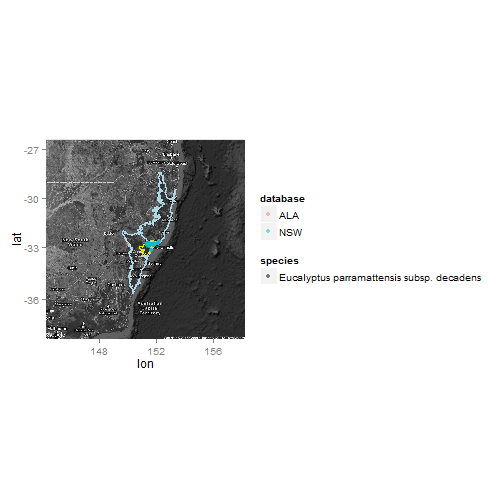 -27
-30
-33
-36
lat
148
152
156
lon
database
ALA
NSW
species
Eucalyptus parramattensis subsp. decadens